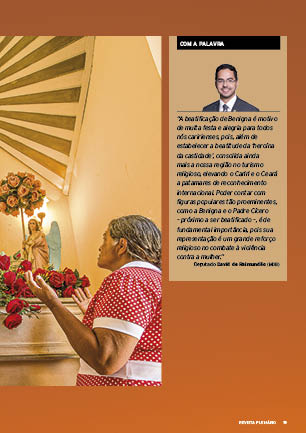 COM A PALAVRA
"A beatificação de Benigna é motivo
de muita festa e alegria para todos
nós caririenses, pois, além de
estabelecer a beatitude da 'heroína
da castidade', consolida ainda
mais a nossa região no turismo
religioso, elevando o Cariri e o Ceará
a patamares de reconhecimento
internacional. Poder contar com
figuras populares tão proeminentes,
como a Benigna e o Padre Cícero
– próximo a ser beatificado –, é de
fundamental importância, pois sua
representação é um grande reforço
religioso no combate à violência
contra a mulher."
Deputado David de Raimundão (MDB)
REVISTA PLENÁRIO